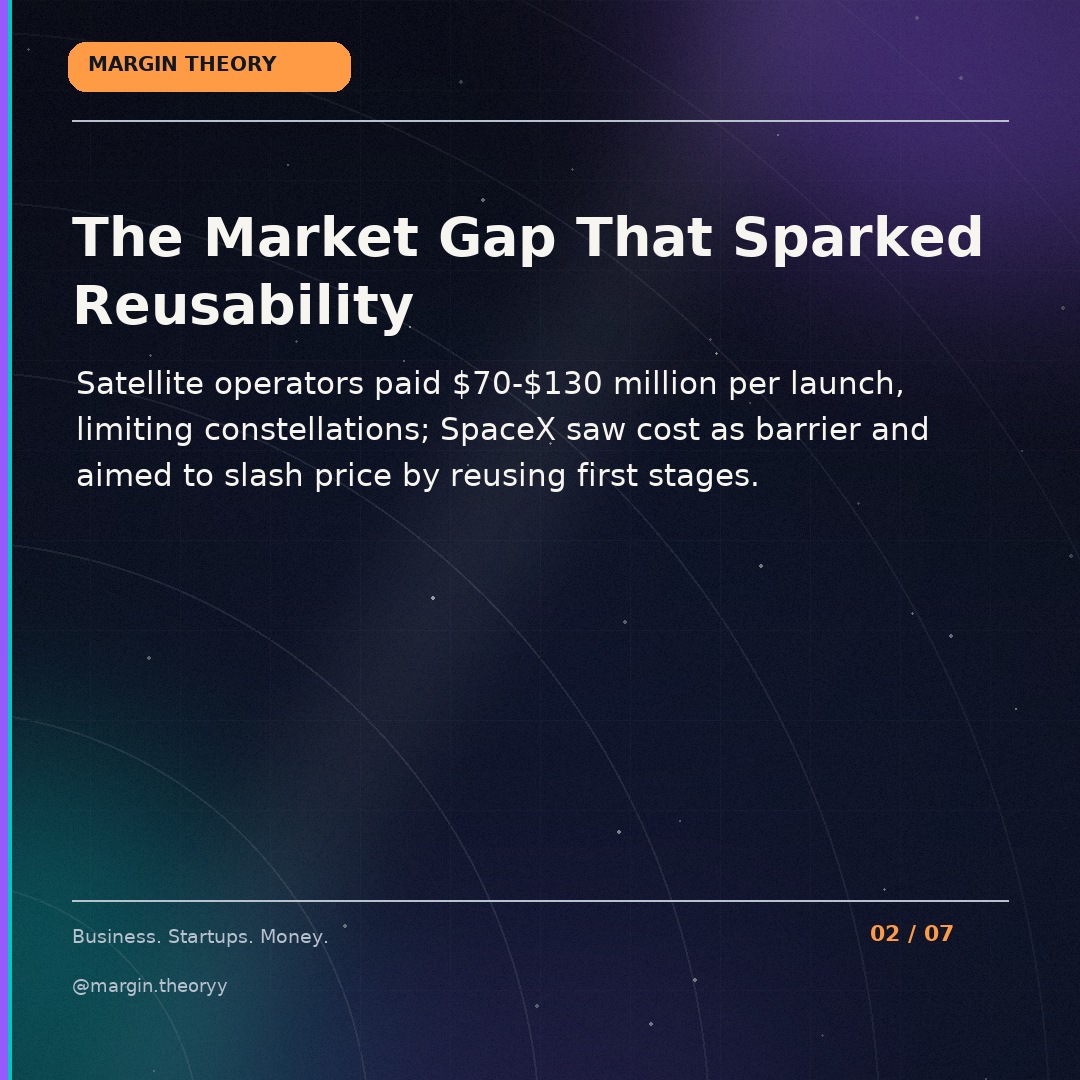 MARGIN THEORY
The Market Gap That Sparked
Reusability
Satellite operators paid $70-$130 million per launch,
limiting constellations; SpaceX saw cost as barrier and
aimed to slash price by reusing first stages.
Business. Startups. Money.
02 / 07
@margin.theoryy